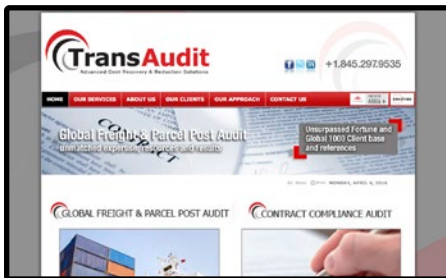 TransAudit
Advanced Cost Recovery & Reduction Solutions
+1.845.297.9535
HOME OUR SERVICES ABOUT US OUR CLIENTS OUR APPROACH CONTACT US
CONTRACT
Global Freight & Parcel Post Audit
unmatched expertise, resources and results
Unsurpassed Fortune and
Global 1000 Client base
and references
MONDAY, APRIL 4, 2016
GLOBAL FREIGHT & PARCEL POST AUDIT
CONTRACT COMPLIANCE AUDIT